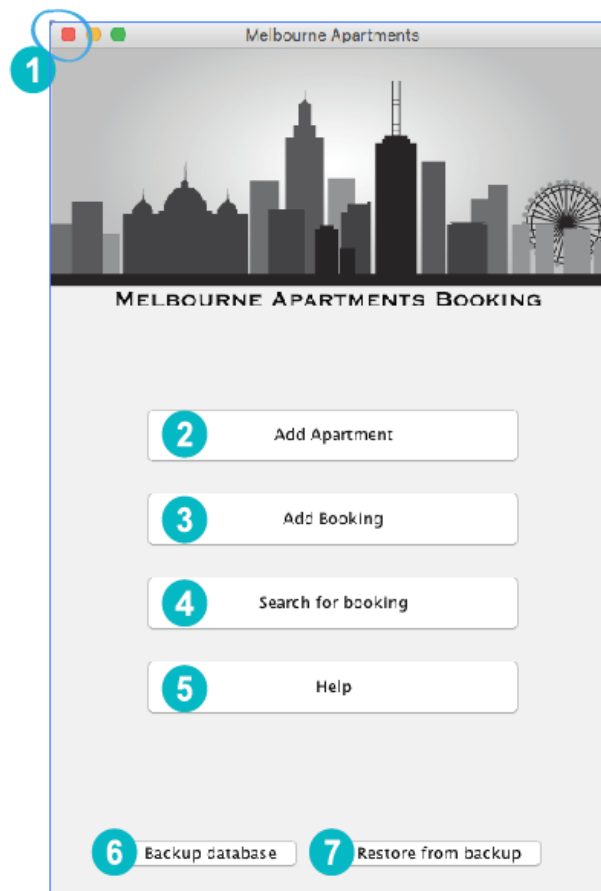 Melbourne Apartments
1
MELBOURNE APARTMENTS BOOKING
2 Add Apartment
3 Add Booking
4 Search for booking
5 Help
6 Backup database 7 Restore from backup